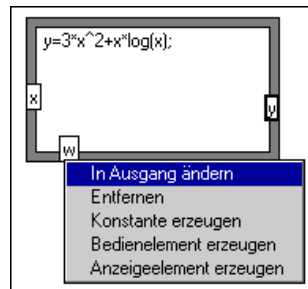 y=3*x^2+x*log(x);
x
y
w
In Ausgang ändern
Entfernen
Konstante erzeugen
Bedienelement erzeugen
Anzeigeelement erzeugen